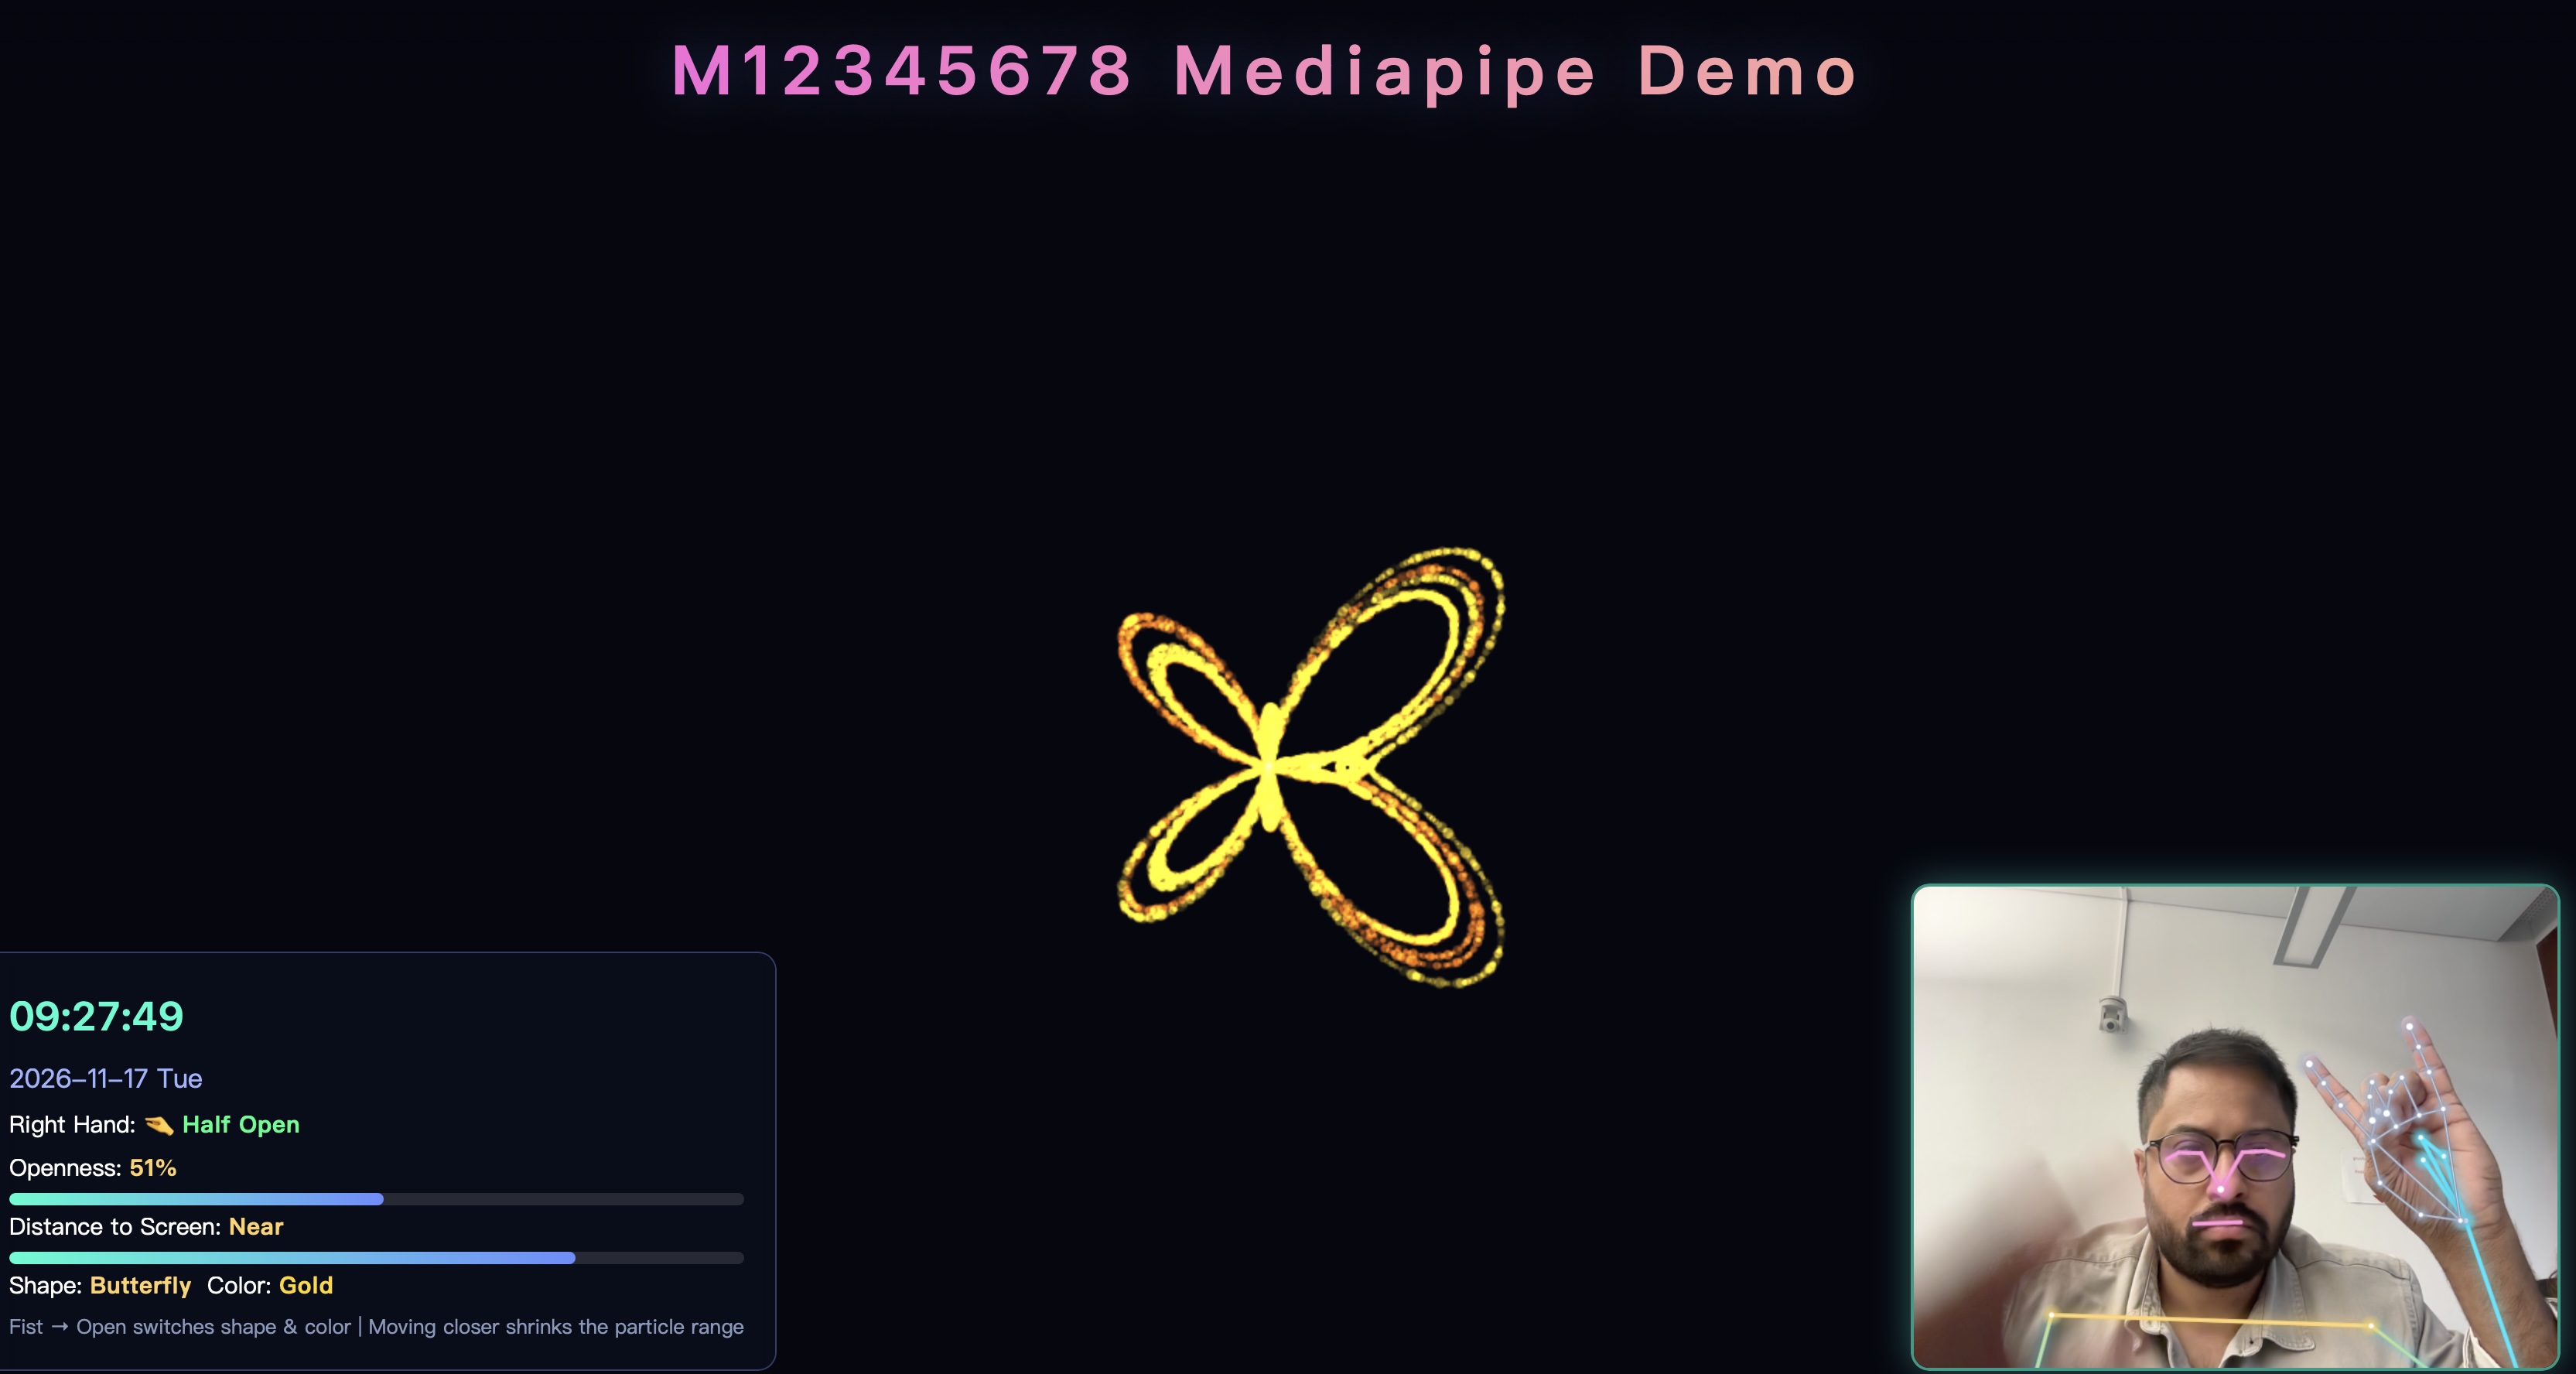 M12345678 Mediapipe Demo
09:27:49
2026-11-17 Tue
Right Hand: 🫴 Half Open
Openness: 51%
Distance to Screen: Near
Shape: Butterfly Color: Gold
Fist → Open switches shape & color | Moving closer shrinks the particle range